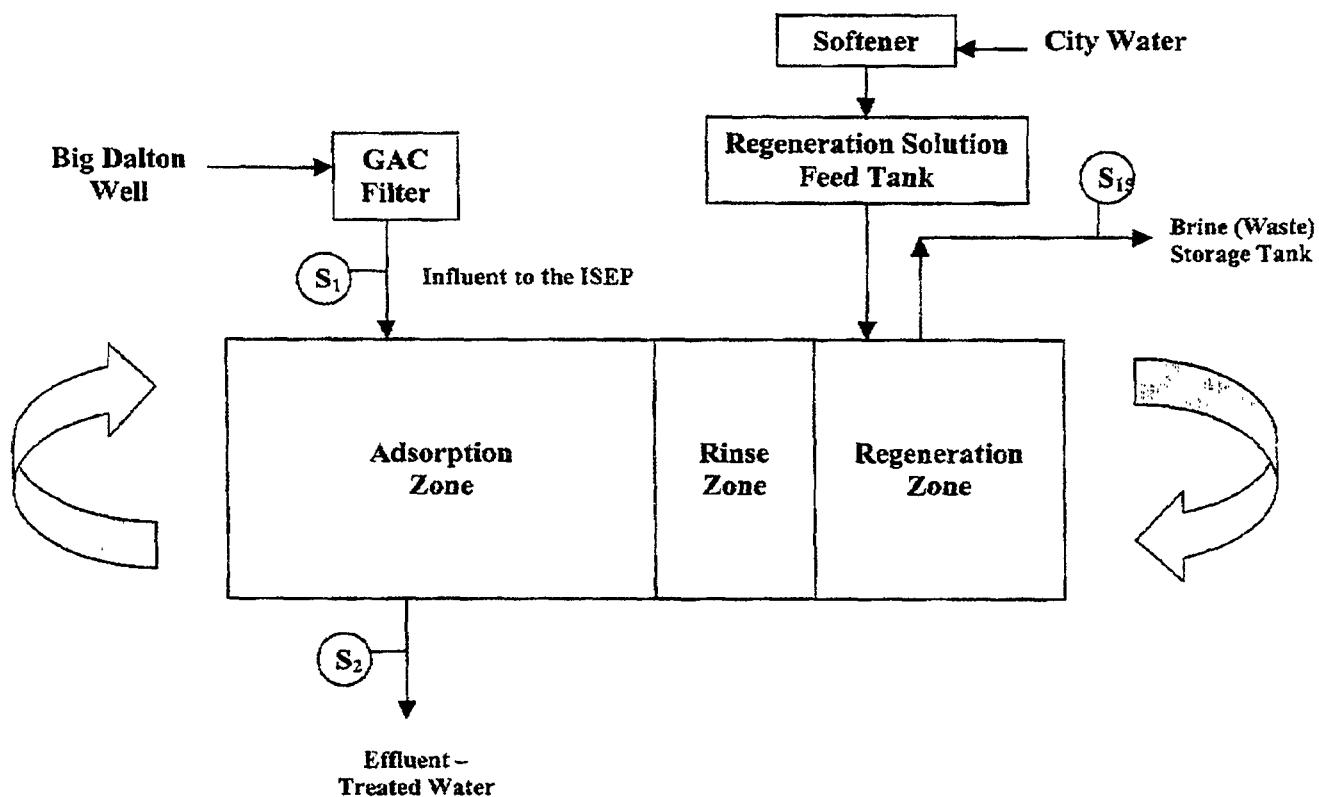 Softener
City Water
Big Dalton
Well
GAC
Filter
Regeneration Solution
Feed Tank
S15
Brine (Waste)
Storage Tank
S1
Influent to the ISEP
Adsorption
Zone
Rinse
Zone
Regeneration
Zone
S2
Effluent –
Treated Water